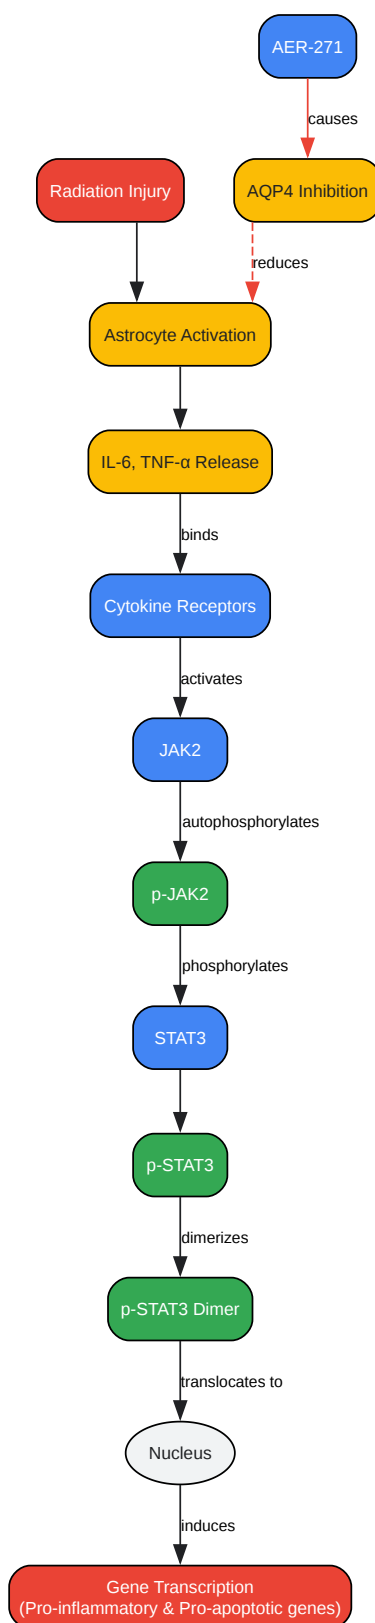 AER-271
causes
Radiation Injury
AQP4 Inhibition
reduces
Astrocyte Activation
IL-6, TNF-α Release
binds
Cytokine Receptors
activates
JAK2
autophosphorylates
p-JAK2
phosphorylates
STAT3
p-STAT3
dimerizes
p-STAT3 Dimer
translocates to
Nucleus
induces
Gene Transcription
(Pro-inflammatory & Pro-apoptotic genes)